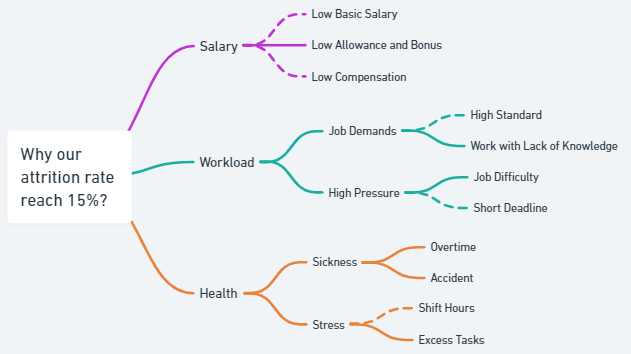 Why our
attrition rate
reach 15%?
Salary
Low Basic Salary
Low Allowance and Bonus
Low Compensation
Workload
Job Demands
High Standard
Work with Lack of Knowledge
High Pressure
Job Difficulty
Short Deadline
Health
Sickness
Overtime
Accident
Stress
Shift Hours
Excess Tasks